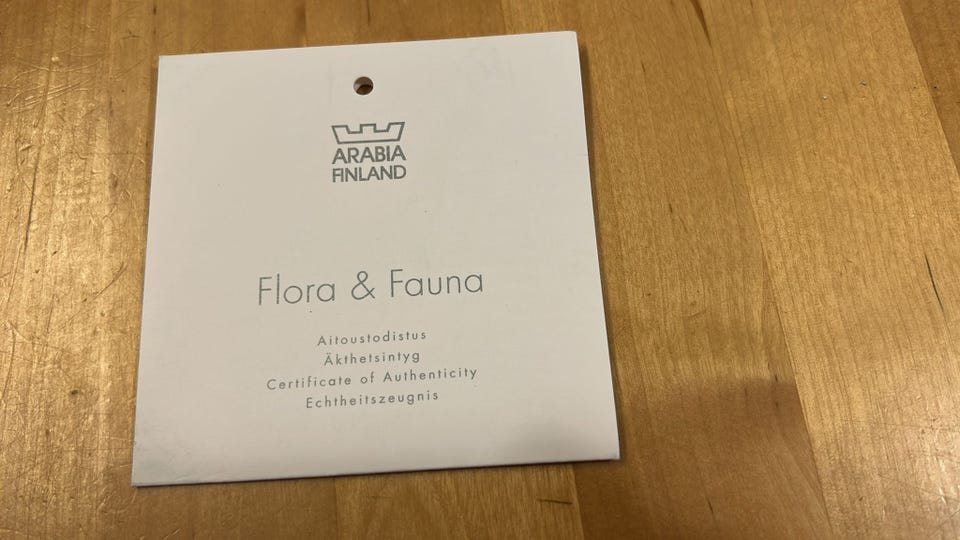 ARABIA
FINLAND
Flora & Fauna
Aitoustodistus
Äkthetsintyg
Certificate of Authenticity
Echtheitszeugnis